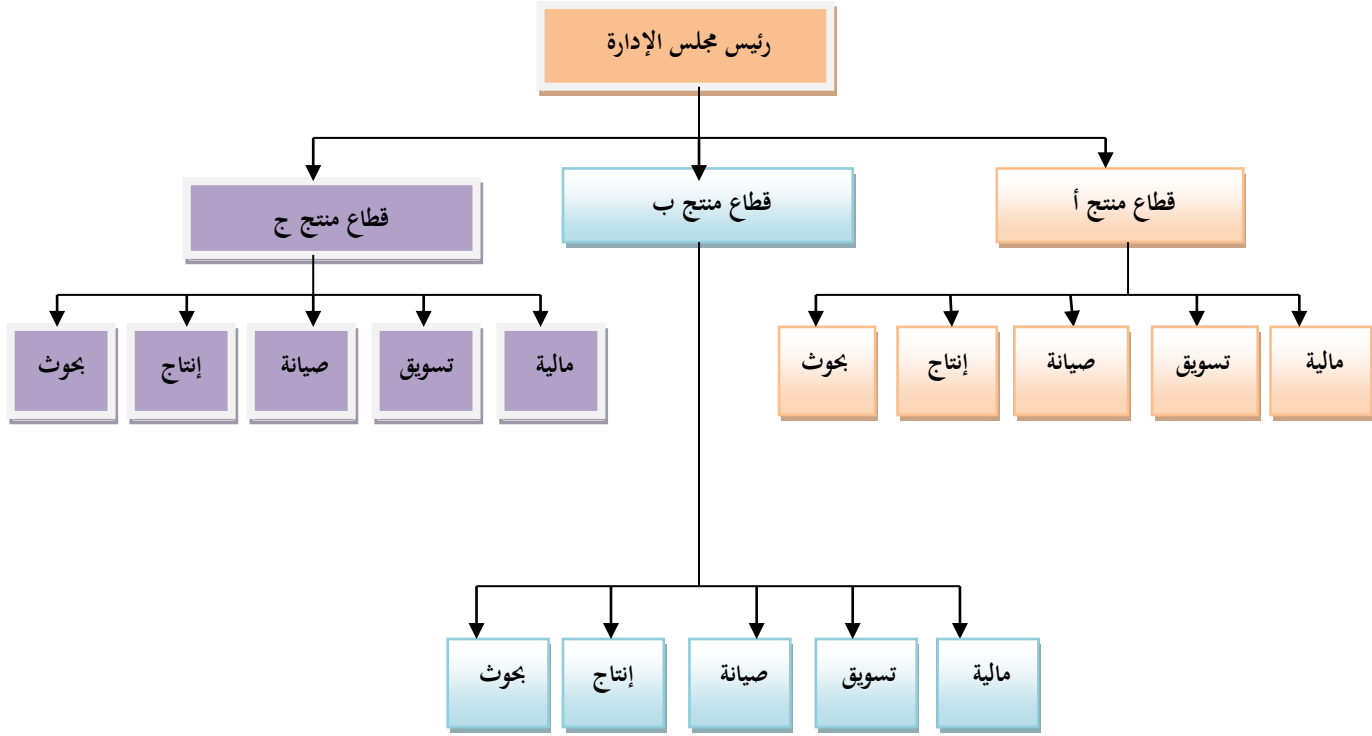 رئيس مجلس الإدارة
قطاع منتج أ
قطاع منتج ب
قطاع منتج ج
مالية
تسويق
صيانة
إنتاج
بحوث
مالية
تسويق
صيانة
إنتاج
بحوث
مالية
تسويق
صيانة
إنتاج
بحوث